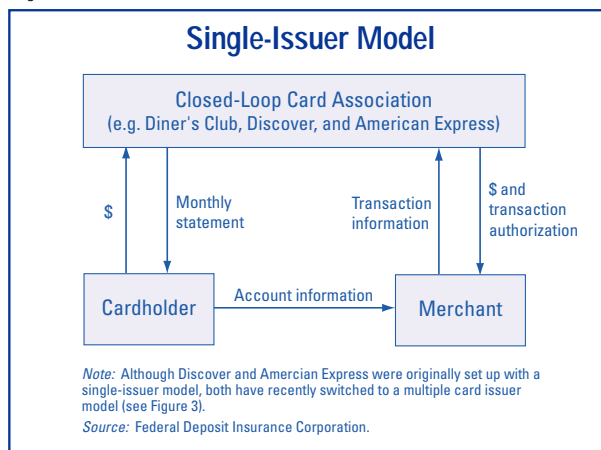 Single-Issuer Model
Closed-Loop Card Association
(e.g. Diner's Club, Discover, and American Express)
$
Monthly
statement
Transaction
information
$ and
transaction
authorization
Cardholder
Account information
Merchant
Note: Although Discover and Amercian Express were originally set up with a
single-issuer model, both have recently switched to a multiple card issuer
model (see Figure 3).
Source: Federal Deposit Insurance Corporation.